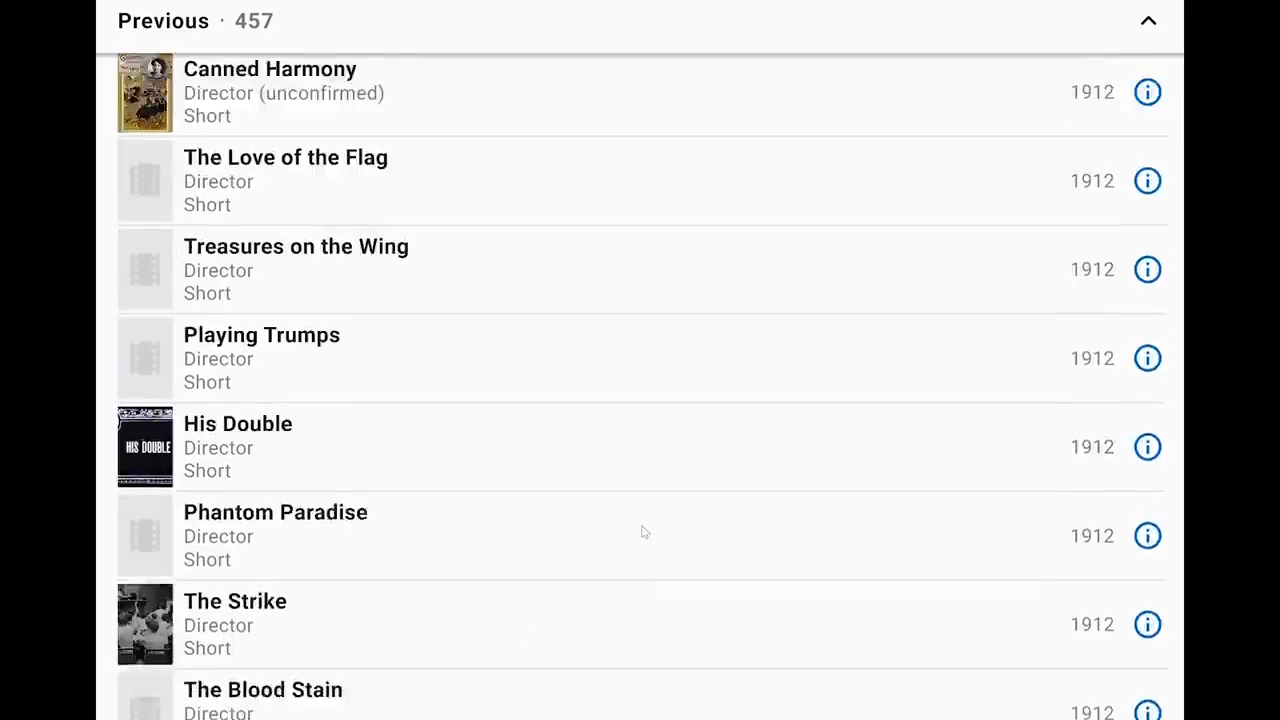 Previous · 457
Canned Harmony
Director (unconfirmed)
Short
1912
The Love of the Flag
Director
Short
1912
Treasures on the Wing
Director
Short
1912
Playing Trumps
Director
Short
1912
HIS DOUBLE
His Double
Director
Short
1912
Phantom Paradise
Director
Short
1912
The Strike
Director
Short
1912
The Blood Stain
Director
1912